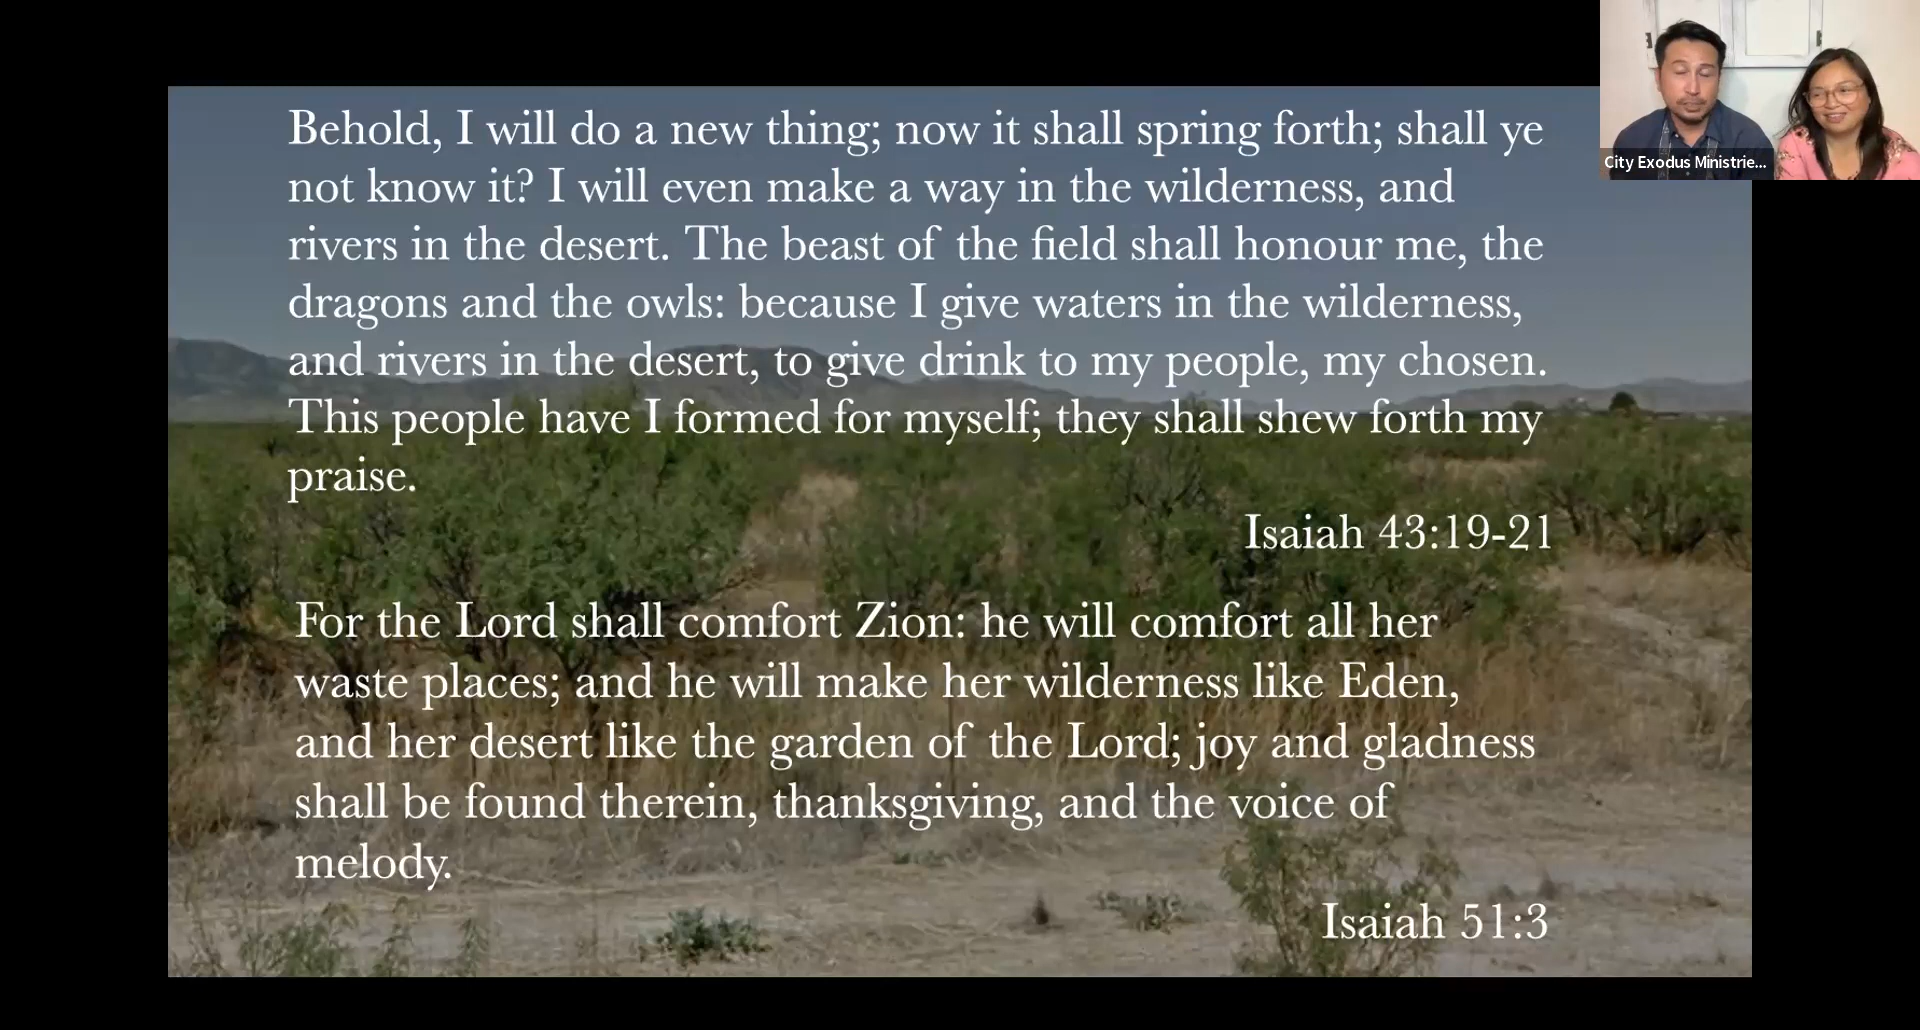 Behold, I will do a new thing; now it shall spring forth; shall ye
not know it? I will even make a way in the wilderness, and
rivers in the desert. The beast of the field shall honour me, the
dragons and the owls: because I give waters in the wilderness,
and rivers in the desert, to give drink to my people, my chosen.
This people have I formed for myself; they shall shew forth my
praise.
Isaiah 43:19-21
For the Lord shall comfort Zion: he will comfort all her
waste places; and he will make her wilderness like Eden,
and her desert like the garden of the Lord; joy and gladness
shall be found therein, thanksgiving, and the voice of
melody.
Isaiah 51:3
City Exodus Ministrie...